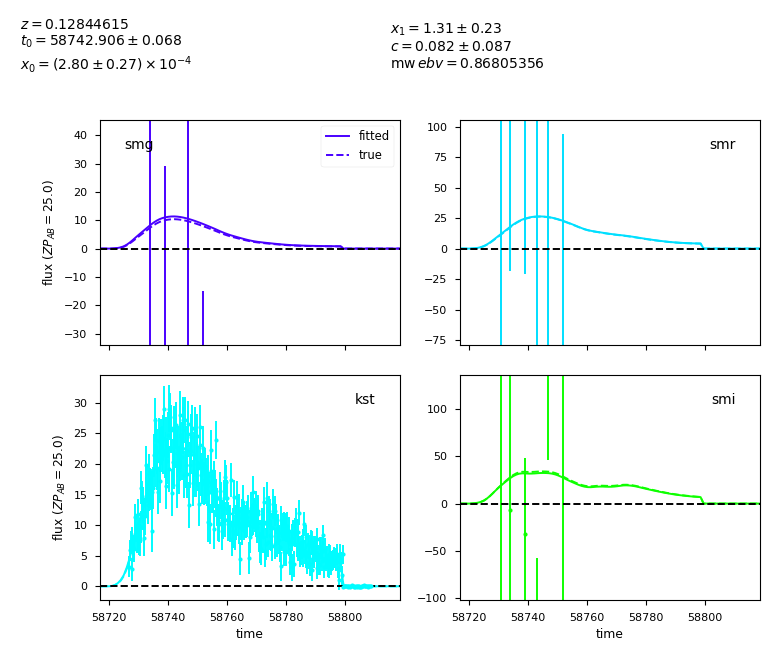 z = 0.12844615
t₀ = 58742.906 ± 0.068
x₀ = (2.80 ± 0.27) × 10⁻⁴
x₁ = 1.31 ± 0.23
c = 0.082 ± 0.087
mw ebv = 0.86805356
smg
fitted
true
40
30
20
10
0
−10
−20
−30
flux (ZP_AB = 25.0)
smr
100
75
50
25
0
−25
−50
−75
kst
30
25
20
15
10
5
0
flux (ZP_AB = 25.0)
58720 58740 58760 58780 58800
time
smi
100
50
0
−50
−100
58720 58740 58760 58780 58800
time